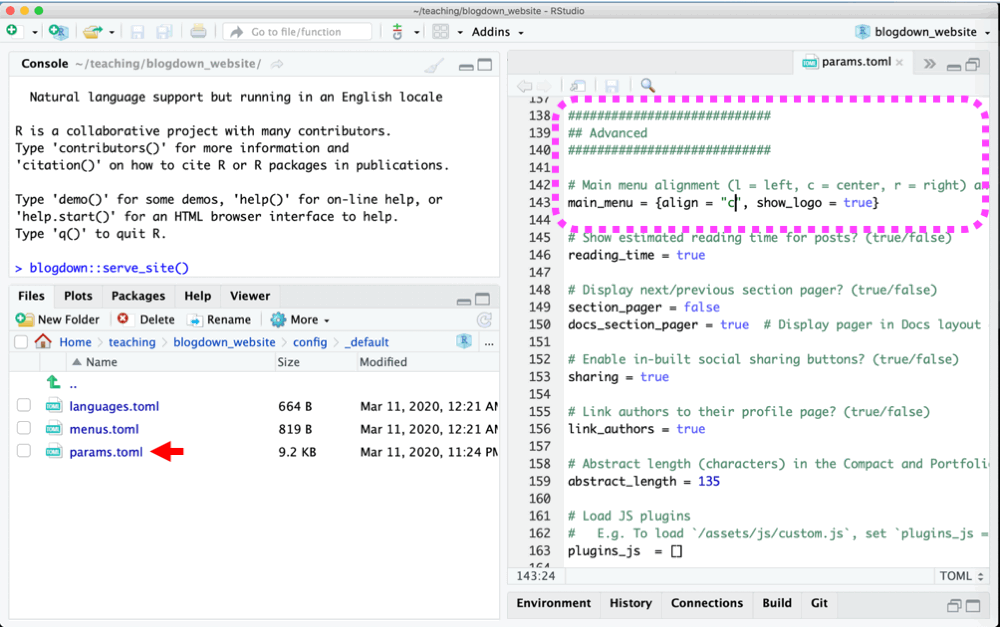 ~/teaching/blogdown_website - RStudio
Go to file/function
Addins
blogdown_website
Console ~/teaching/blogdown_website/
Natural language support but running in an English locale
R is a collaborative project with many contributors.
Type 'contributors()' for more information and
'citation()' on how to cite R or R packages in publications.
Type 'demo()' for some demos, 'help()' for on-line help, or
'help.start()' for an HTML browser interface to help.
Type 'q()' to quit R.
> blogdown::serve_site()
Files Plots Packages Help Viewer
New Folder Delete Rename More
Home teaching blogdown_website config _default
R ...
Name Size Modified
..
languages.toml 664 B Mar 11, 2020, 12:21 AM
menus.toml 819 B Mar 11, 2020, 12:21 AM
params.toml 9.2 KB Mar 11, 2020, 11:24 PM
params.toml
137
138 ############################
139 ## Advanced
140 ############################
141
142 # Main menu alignment (l = left, c = center, r = right) a
143 main_menu = {align = "c", show_logo = true}
144
145 # Show estimated reading time for posts? (true/false)
146 reading_time = true
147
148 # Display next/previous section pager? (true/false)
149 section_pager = false
150 docs_section_pager = true # Display pager in Docs layout
151
152 # Enable in-built social sharing buttons? (true/false)
153 sharing = true
154
155 # Link authors to their profile page? (true/false)
156 link_authors = true
157
158 # Abstract length (characters) in the Compact and Portfoli
159 abstract_length = 135
160
161 # Load JS plugins
162 #   E.g. To load `/assets/js/custom.js`, set `plugins_js =
163 plugins_js  = []
164
143:24 TOML
Environment History Connections Build Git